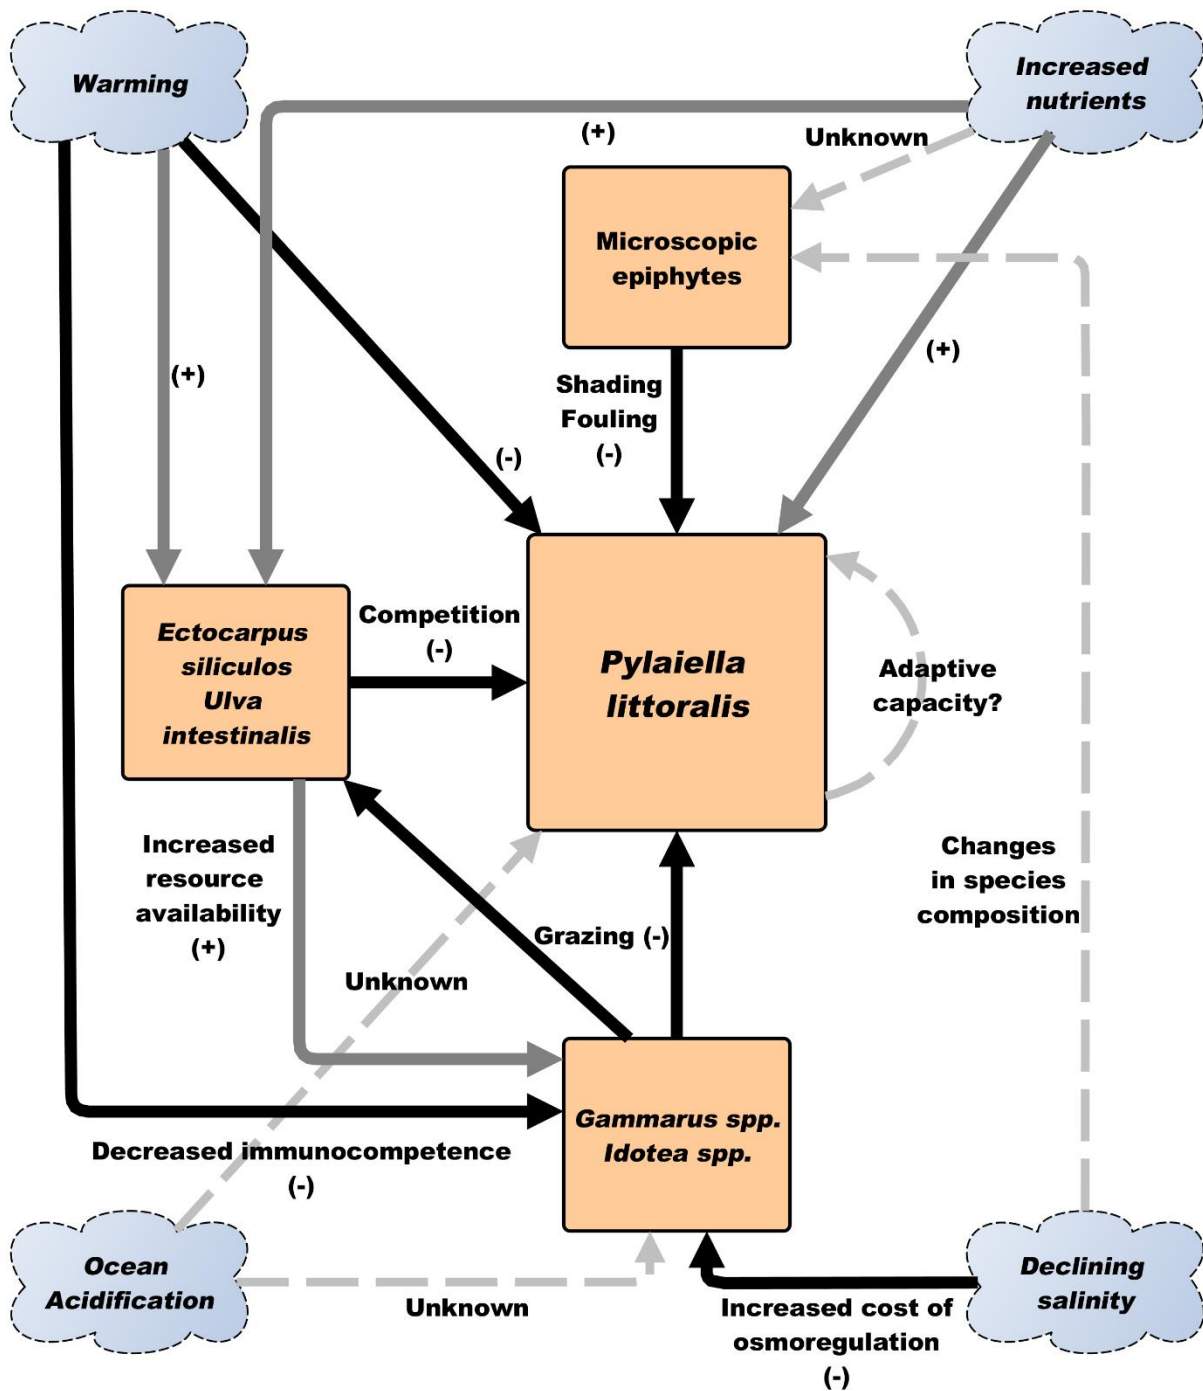 Warming
Increased
nutrients
(+)
Unknown
Microscopic
epiphytes
(+)
(+)
Shading
Fouling
(-)
(-)
Ectocarpus
siliculos
Ulva
intestinalis
Competition
(-)
Pylaiella
littoralis
Adaptive
capacity?
Increased
resource
availability
(+)
Changes
in species
composition
Grazing (-)
Unknown
Gammarus spp.
Idotea spp.
Decreased immunocompetence
(-)
Ocean
Acidification
Unknown
Increased cost of
osmoregulation
(-)
Declining
salinity